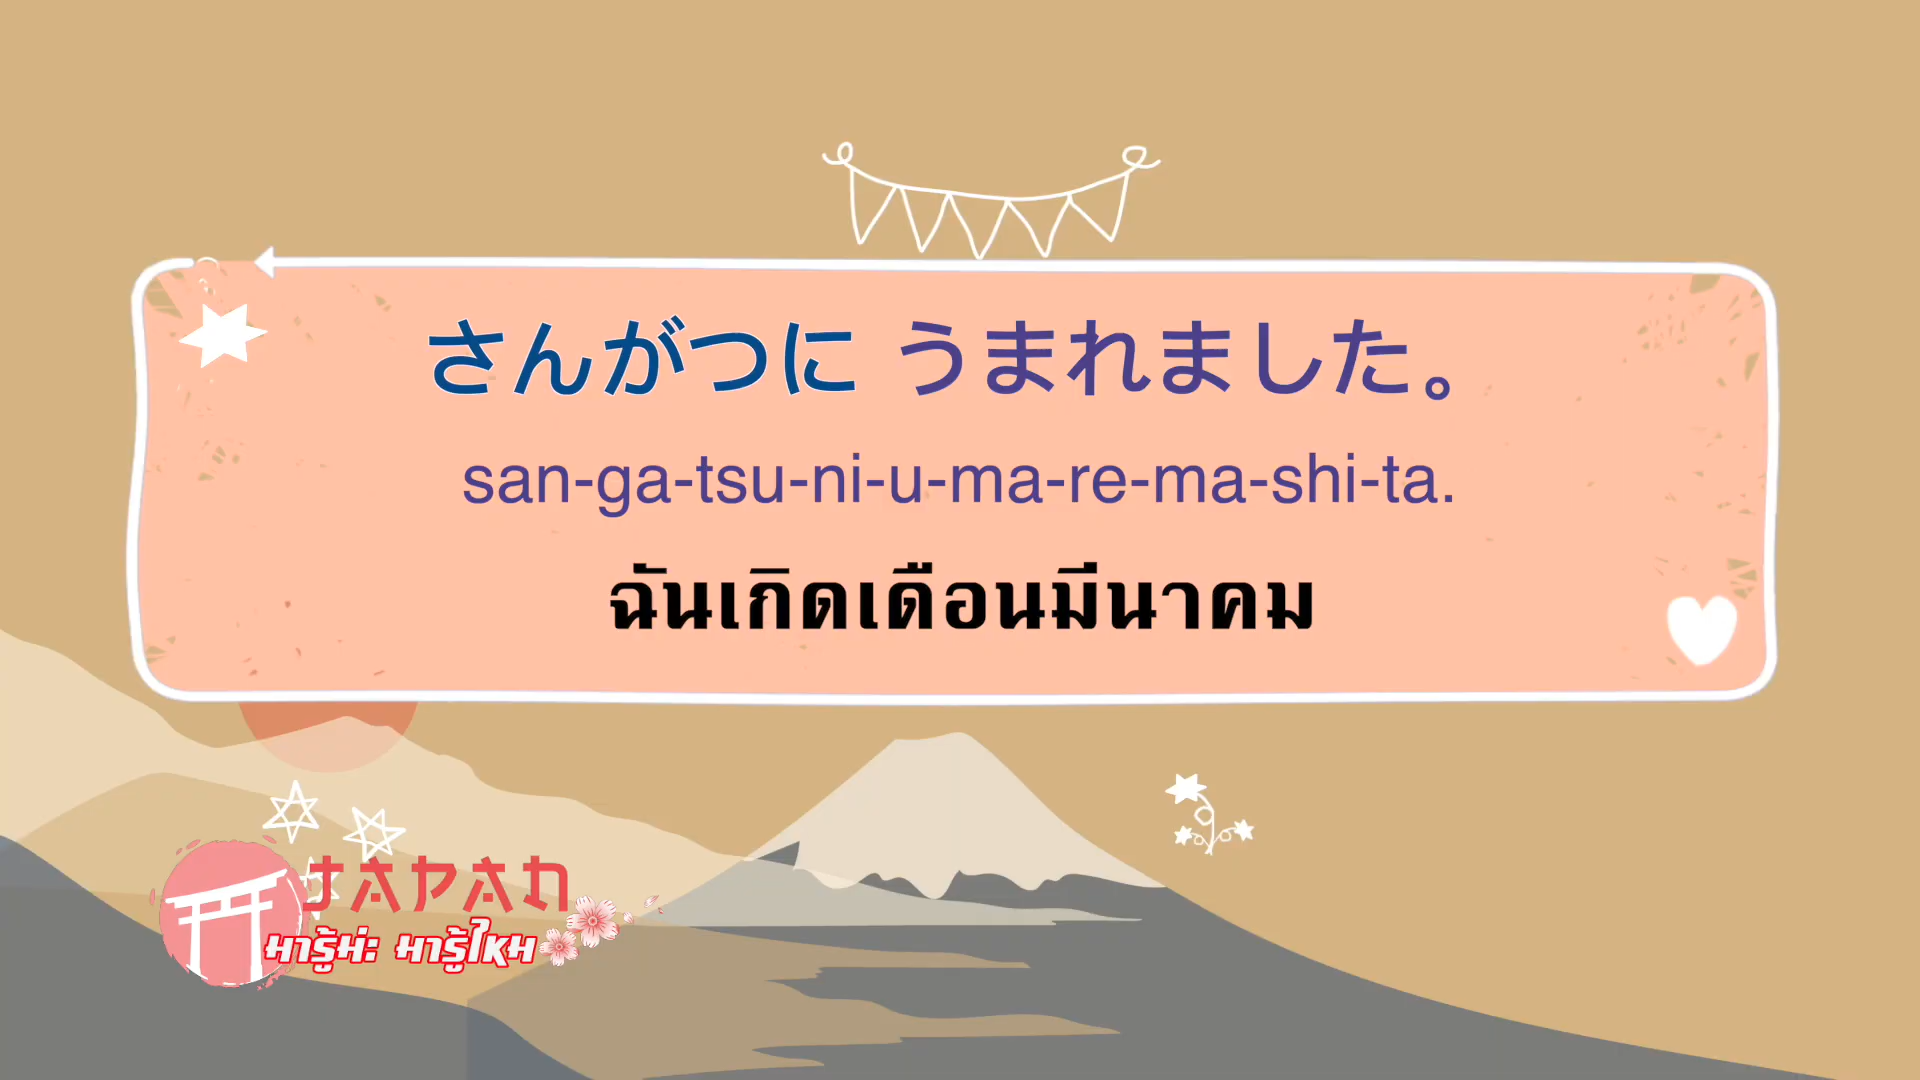 さんがつに うまれました。
san-ga-tsu-ni-u-ma-re-ma-shi-ta.
ฉันเกิดเดือนมีนาคม
JAPAN
มารู้ม่ะ มารู้ไหม